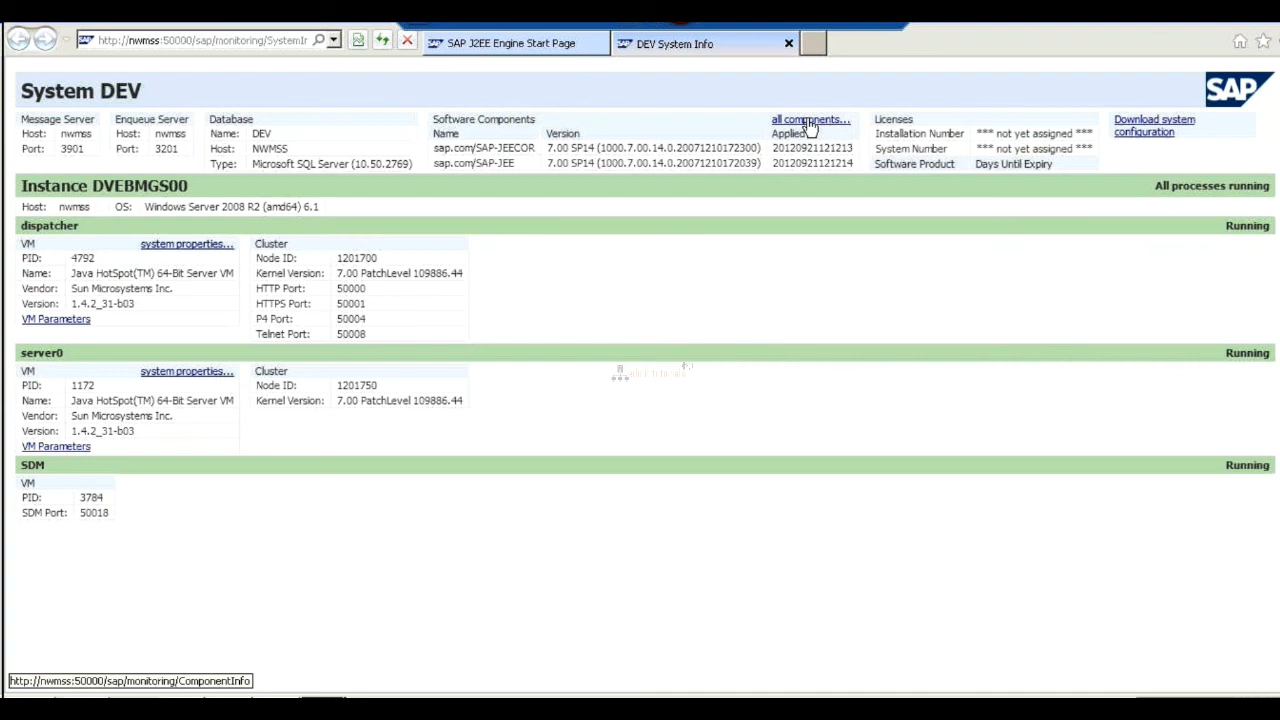 http://nwmss:50000/sap/monitoring/SystemIr
SAP J2EE Engine Start Page
DEV System Info
System DEV
SAP
Message Server
Host: nwmss
Port: 3901
Enqueue Server
Host: nwmss
Port: 3201
Database
Name: DEV
Host: NWMSS
Type: Microsoft SQL Server (10.50.2769)
Software Components all components...
Name Version Applied
sap.com/SAP-JEECOR 7.00 SP14 (1000.7.00.14.0.20071210172300) 20120921121213
sap.com/SAP-JEE 7.00 SP14 (1000.7.00.14.0.20071210172039) 20120921121214
Licenses
Installation Number *** not yet assigned ***
System Number *** not yet assigned ***
Software Product Days Until Expiry
Download system
configuration
Instance DVEBMGS00 All processes running
Host: nwmss OS: Windows Server 2008 R2 (amd64) 6.1
dispatcher Running
VM system properties...
PID: 4792
Name: Java HotSpot(TM) 64-Bit Server VM
Vendor: Sun Microsystems Inc.
Version: 1.4.2_31-b03
VM Parameters
Cluster
Node ID: 1201700
Kernel Version: 7.00 PatchLevel 109886.44
HTTP Port: 50000
HTTPS Port: 50001
P4 Port: 50004
Telnet Port: 50008
server0 Running
VM system properties...
PID: 1172
Name: Java HotSpot(TM) 64-Bit Server VM
Vendor: Sun Microsystems Inc.
Version: 1.4.2_31-b03
VM Parameters
Cluster
Node ID: 1201750
Kernel Version: 7.00 PatchLevel 109886.44
SDM Running
VM
PID: 3784
SDM Port: 50018
http://nwmss:50000/sap/monitoring/ComponentInfo